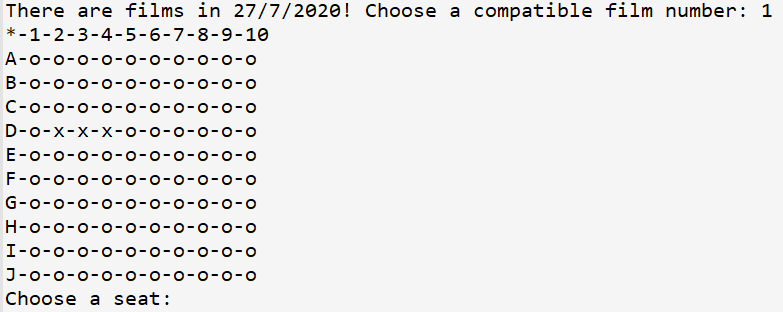 There are films in 27/7/2020! Choose a compatible film number: 1
*-1-2-3-4-5-6-7-8-9-10
A-o-o-o-o-o-o-o-o-o-o
B-o-o-o-o-o-o-o-o-o-o
C-o-o-o-o-o-o-o-o-o-o
D-o-x-x-x-o-o-o-o-o-o
E-o-o-o-o-o-o-o-o-o-o
F-o-o-o-o-o-o-o-o-o-o
G-o-o-o-o-o-o-o-o-o-o
H-o-o-o-o-o-o-o-o-o-o
I-o-o-o-o-o-o-o-o-o-o
J-o-o-o-o-o-o-o-o-o-o
Choose a seat: